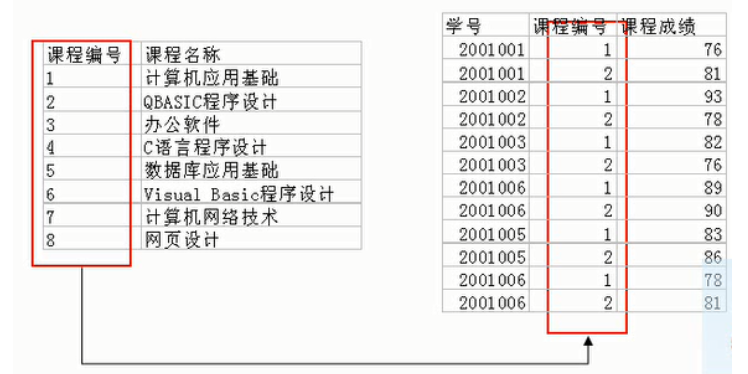 课程编号 课程名称
1 计算机应用基础
2 QBASIC程序设计
3 办公软件
4 C语言程序设计
5 数据库应用基础
6 Visual Basic程序设计
7 计算机网络技术
8 网页设计
学号 课程编号 课程成绩
2001001 1 76
2001001 2 81
2001002 1 93
2001002 2 78
2001003 1 82
2001003 2 76
2001006 1 89
2001006 2 90
2001005 1 83
2001005 2 86
2001006 1 78
2001006 2 81